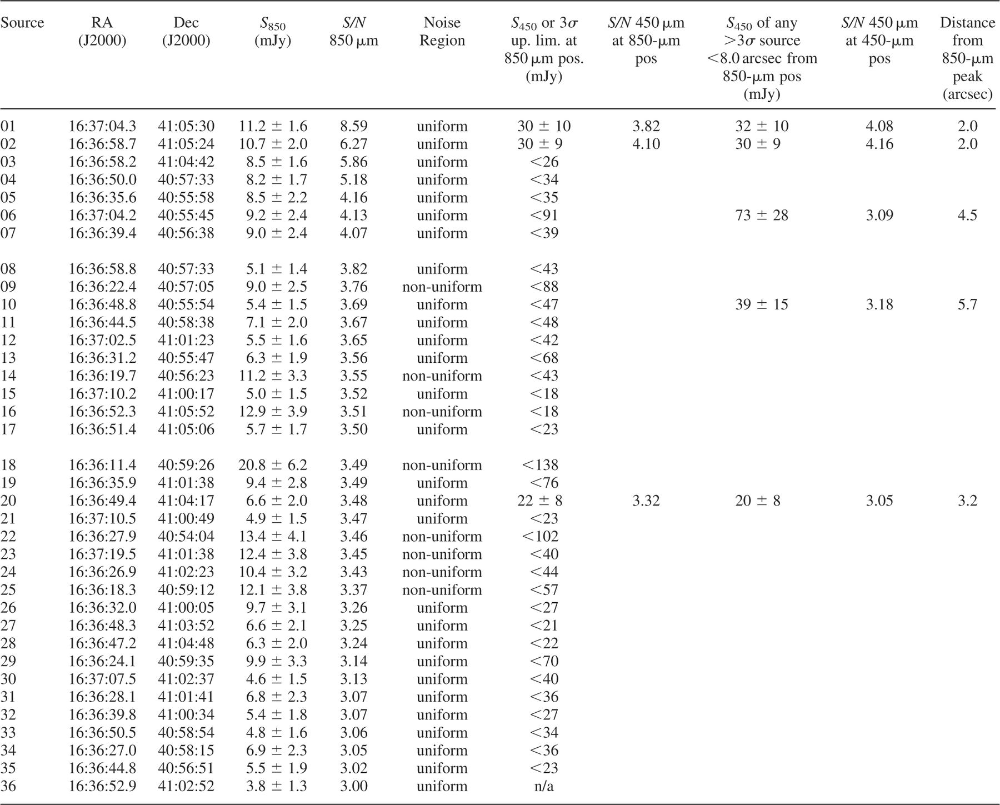 Source RA Dec S850 S/N Noise S450 or 3σ S/N 450 μm S450 of any S/N 450 μm Distance
(J2000) (J2000) (mJy) 850 μm Region up. lim. at at 850-μm >3σ source at 450-μm from
850 μm pos. pos <8.0 arcsec from pos 850-μm
(mJy) 850-μm pos peak
(mJy) (arcsec)
01 16:37:04.3 41:05:30 11.2 ± 1.6 8.59 uniform 30 ± 10 3.82 32 ± 10 4.08 2.0
02 16:36:58.7 41:05:24 10.7 ± 2.0 6.27 uniform 30 ± 9 4.10 30 ± 9 4.16 2.0
03 16:36:58.2 41:04:42 8.5 ± 1.6 5.86 uniform <26
04 16:36:50.0 40:57:33 8.2 ± 1.7 5.18 uniform <34
05 16:36:35.6 40:55:58 8.5 ± 2.2 4.16 uniform <35
06 16:37:04.2 40:55:45 9.2 ± 2.4 4.13 uniform <91 73 ± 28 3.09 4.5
07 16:36:39.4 40:56:38 9.0 ± 2.4 4.07 uniform <39
08 16:36:58.8 40:57:33 5.1 ± 1.4 3.82 uniform <43
09 16:36:22.4 40:57:05 9.0 ± 2.5 3.76 non-uniform <88
10 16:36:48.8 40:55:54 5.4 ± 1.5 3.69 uniform <47 39 ± 15 3.18 5.7
11 16:36:44.5 40:58:38 7.1 ± 2.0 3.67 uniform <48
12 16:37:02.5 41:01:23 5.5 ± 1.6 3.65 uniform <42
13 16:36:31.2 40:55:47 6.3 ± 1.9 3.56 uniform <68
14 16:36:19.7 40:56:23 11.2 ± 3.3 3.55 non-uniform <43
15 16:37:10.2 41:00:17 5.0 ± 1.5 3.52 uniform <18
16 16:36:52.3 41:05:52 12.9 ± 3.9 3.51 non-uniform <18
17 16:36:51.4 41:05:06 5.7 ± 1.7 3.50 uniform <23
18 16:36:11.4 40:59:26 20.8 ± 6.2 3.49 non-uniform <138
19 16:36:35.9 41:01:38 9.4 ± 2.8 3.49 uniform <76
20 16:36:49.4 41:04:17 6.6 ± 2.0 3.48 uniform 22 ± 8 3.32 20 ± 8 3.05 3.2
21 16:37:10.5 41:00:49 4.9 ± 1.5 3.47 uniform <23
22 16:36:27.9 40:54:04 13.4 ± 4.1 3.46 non-uniform <102
23 16:37:19.5 41:01:38 12.4 ± 3.8 3.45 non-uniform <40
24 16:36:26.9 41:02:23 10.4 ± 3.2 3.43 non-uniform <44
25 16:36:18.3 40:59:12 12.1 ± 3.8 3.37 non-uniform <57
26 16:36:32.0 41:00:05 9.7 ± 3.1 3.26 uniform <27
27 16:36:48.3 41:03:52 6.6 ± 2.1 3.25 uniform <21
28 16:36:47.2 41:04:48 6.3 ± 2.0 3.24 uniform <22
29 16:36:24.1 40:59:35 9.9 ± 3.3 3.14 uniform <70
30 16:37:07.5 41:02:37 4.6 ± 1.5 3.13 uniform <40
31 16:36:28.1 41:01:41 6.8 ± 2.3 3.07 uniform <36
32 16:36:39.8 41:00:34 5.4 ± 1.8 3.07 uniform <27
33 16:36:50.5 40:58:54 4.8 ± 1.6 3.06 uniform <34
34 16:36:27.0 40:58:15 6.9 ± 2.3 3.05 uniform <36
35 16:36:44.8 40:56:51 5.5 ± 1.9 3.02 uniform <23
36 16:36:52.9 41:02:52 3.8 ± 1.3 3.00 uniform n/a